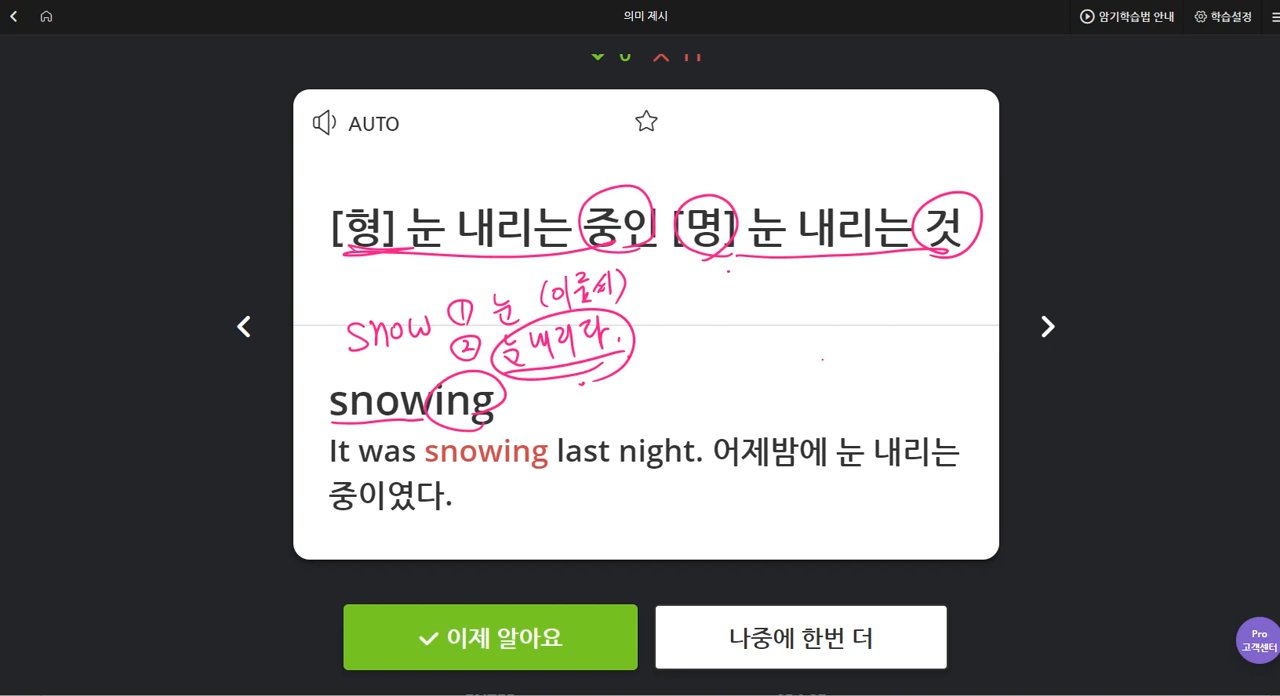 의미 제시
암기학습법 안내
학습설정
AUTO
[형] 눈 내리는 중인 [명] 눈 내리는 것
snow ① 눈 (이름씨)
② 눈 내리다.
snowing
It was snowing last night. 어제밤에 눈 내리는
중이였다.
이제 알아요
나중에 한번 더
Pro
고객센터